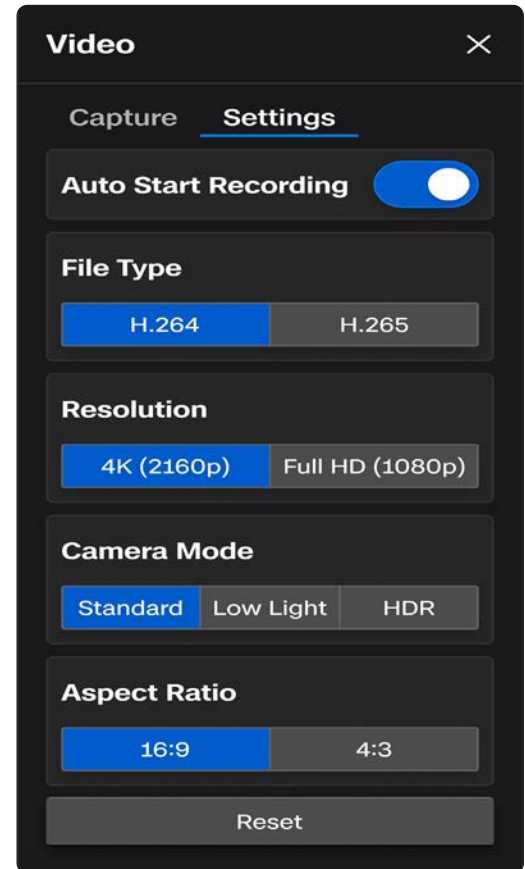 Video
Capture Settings
Auto Start Recording
File Type
H.264 H.265
Resolution
4K (2160p) Full HD (1080p)
Camera Mode
Standard Low Light HDR
Aspect Ratio
16:9 4:3
Reset